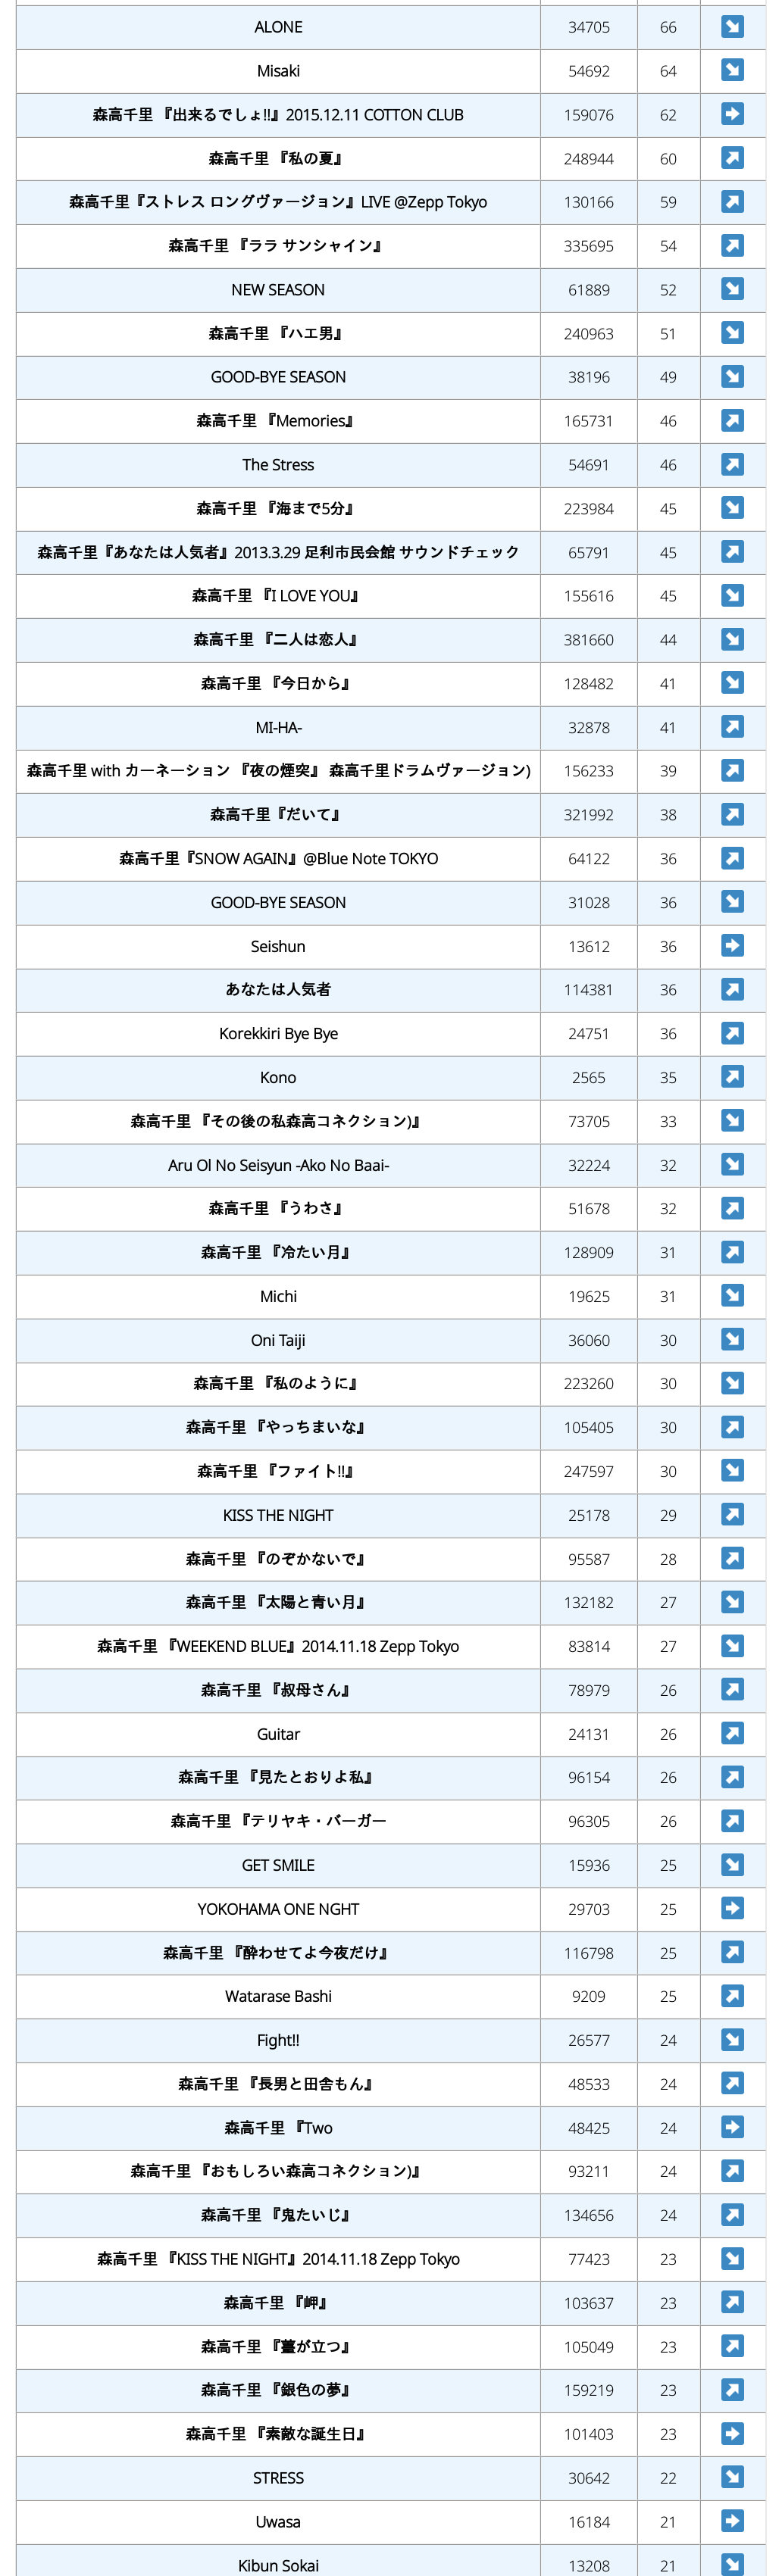 ALONE 34705 66
Misaki 54692 64
森高千里 『出来るでしょ!!』2015.12.11 COTTON CLUB 159076 62
森高千里 『私の夏』 248944 60
森高千里『ストレス ロングヴァージョン』LIVE @Zepp Tokyo 130166 59
森高千里 『ララ サンシャイン』 335695 54
NEW SEASON 61889 52
森高千里 『ハエ男』 240963 51
GOOD-BYE SEASON 38196 49
森高千里 『Memories』 165731 46
The Stress 54691 46
森高千里 『海まで5分』 223984 45
森高千里『あなたは人気者』2013.3.29 足利市民会館 サウンドチェック 65791 45
森高千里 『I LOVE YOU』 155616 45
森高千里 『二人は恋人』 381660 44
森高千里 『今日から』 128482 41
MI-HA- 32878 41
森高千里 with カーネーション 『夜の煙突』 森高千里ドラムヴァージョン) 156233 39
森高千里『だいて』 321992 38
森高千里『SNOW AGAIN』@Blue Note TOKYO 64122 36
GOOD-BYE SEASON 31028 36
Seishun 13612 36
あなたは人気者 114381 36
Korekkiri Bye Bye 24751 36
Kono 2565 35
森高千里 『その後の私森高コネクション)』 73705 33
Aru Ol No Seisyun -Ako No Baai- 32224 32
森高千里 『うわさ』 51678 32
森高千里 『冷たい月』 128909 31
Michi 19625 31
Oni Taiji 36060 30
森高千里 『私のように』 223260 30
森高千里 『やっちまいな』 105405 30
森高千里 『ファイト!!』 247597 30
KISS THE NIGHT 25178 29
森高千里 『のぞかないで』 95587 28
森高千里 『太陽と青い月』 132182 27
森高千里 『WEEKEND BLUE』2014.11.18 Zepp Tokyo 83814 27
森高千里 『叔母さん』 78979 26
Guitar 24131 26
森高千里 『見たとおりよ私』 96154 26
森高千里 『テリヤキ・バーガー 96305 26
GET SMILE 15936 25
YOKOHAMA ONE NGHT 29703 25
森高千里 『酔わせてよ今夜だけ』 116798 25
Watarase Bashi 9209 25
Fight!! 26577 24
森高千里 『長男と田舎もん』 48533 24
森高千里 『Two 48425 24
森高千里 『おもしろい森高コネクション)』 93211 24
森高千里 『鬼たいじ』 134656 24
森高千里 『KISS THE NIGHT』2014.11.18 Zepp Tokyo 77423 23
森高千里 『岬』 103637 23
森高千里 『薹が立つ』 105049 23
森高千里 『銀色の夢』 159219 23
森高千里 『素敵な誕生日』 101403 23
STRESS 30642 22
Uwasa 16184 21
Kibun Sokai 13208 21